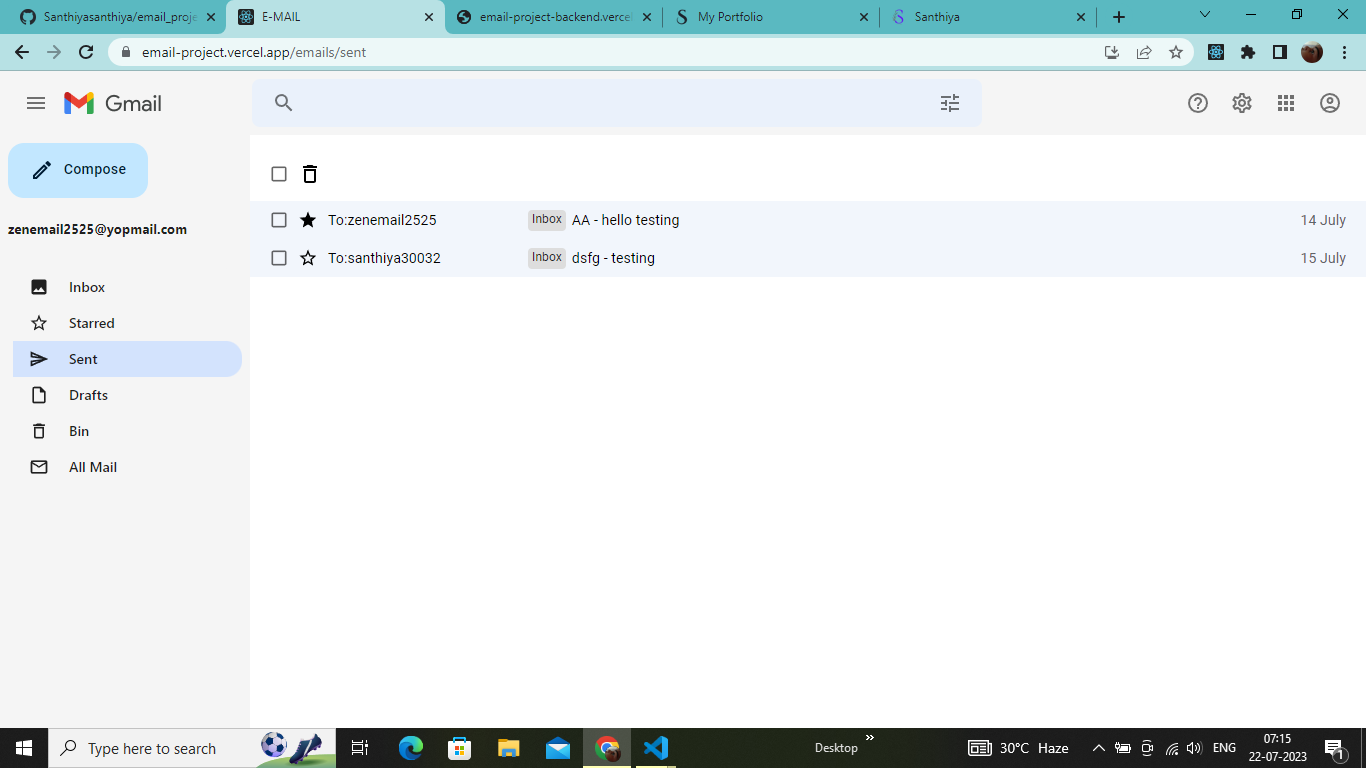 Santhiyasanthiya/email_proje
E-MAIL
email-project-backend.vercel
My Portfolio
Santhiya
email-project.vercel.app/emails/sent
Gmail
Compose
zenemail2525@yopmail.com
Inbox
Starred
Sent
Drafts
Bin
All Mail
To:zenemail2525 Inbox AA - hello testing 14 July
To:santhiya30032 Inbox dsfg - testing 15 July
Type here to search
Desktop
30°C Haze
ENG
07:15
22-07-2023
1